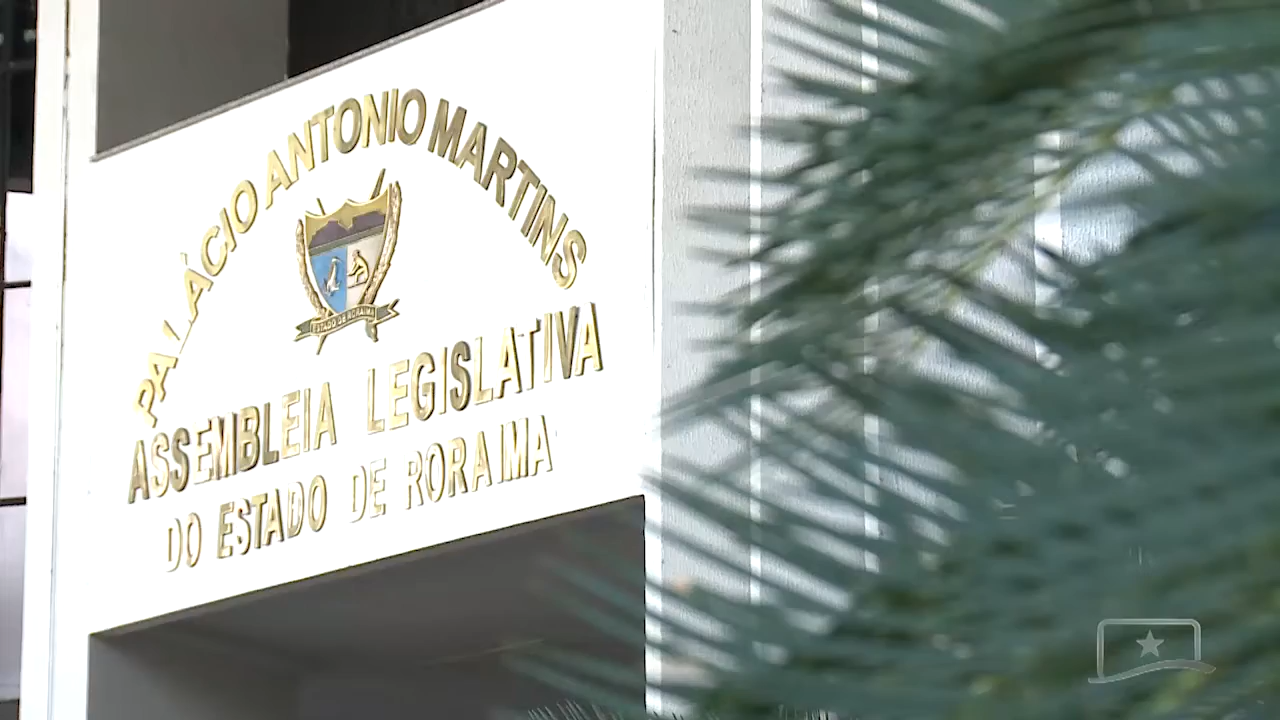 PALÁCIO ANTONIO MARTINS
ESTADO DE RORAIMA
ASSEMBLEIA LEGISLATIVA
DO ESTADO DE RORAIMA